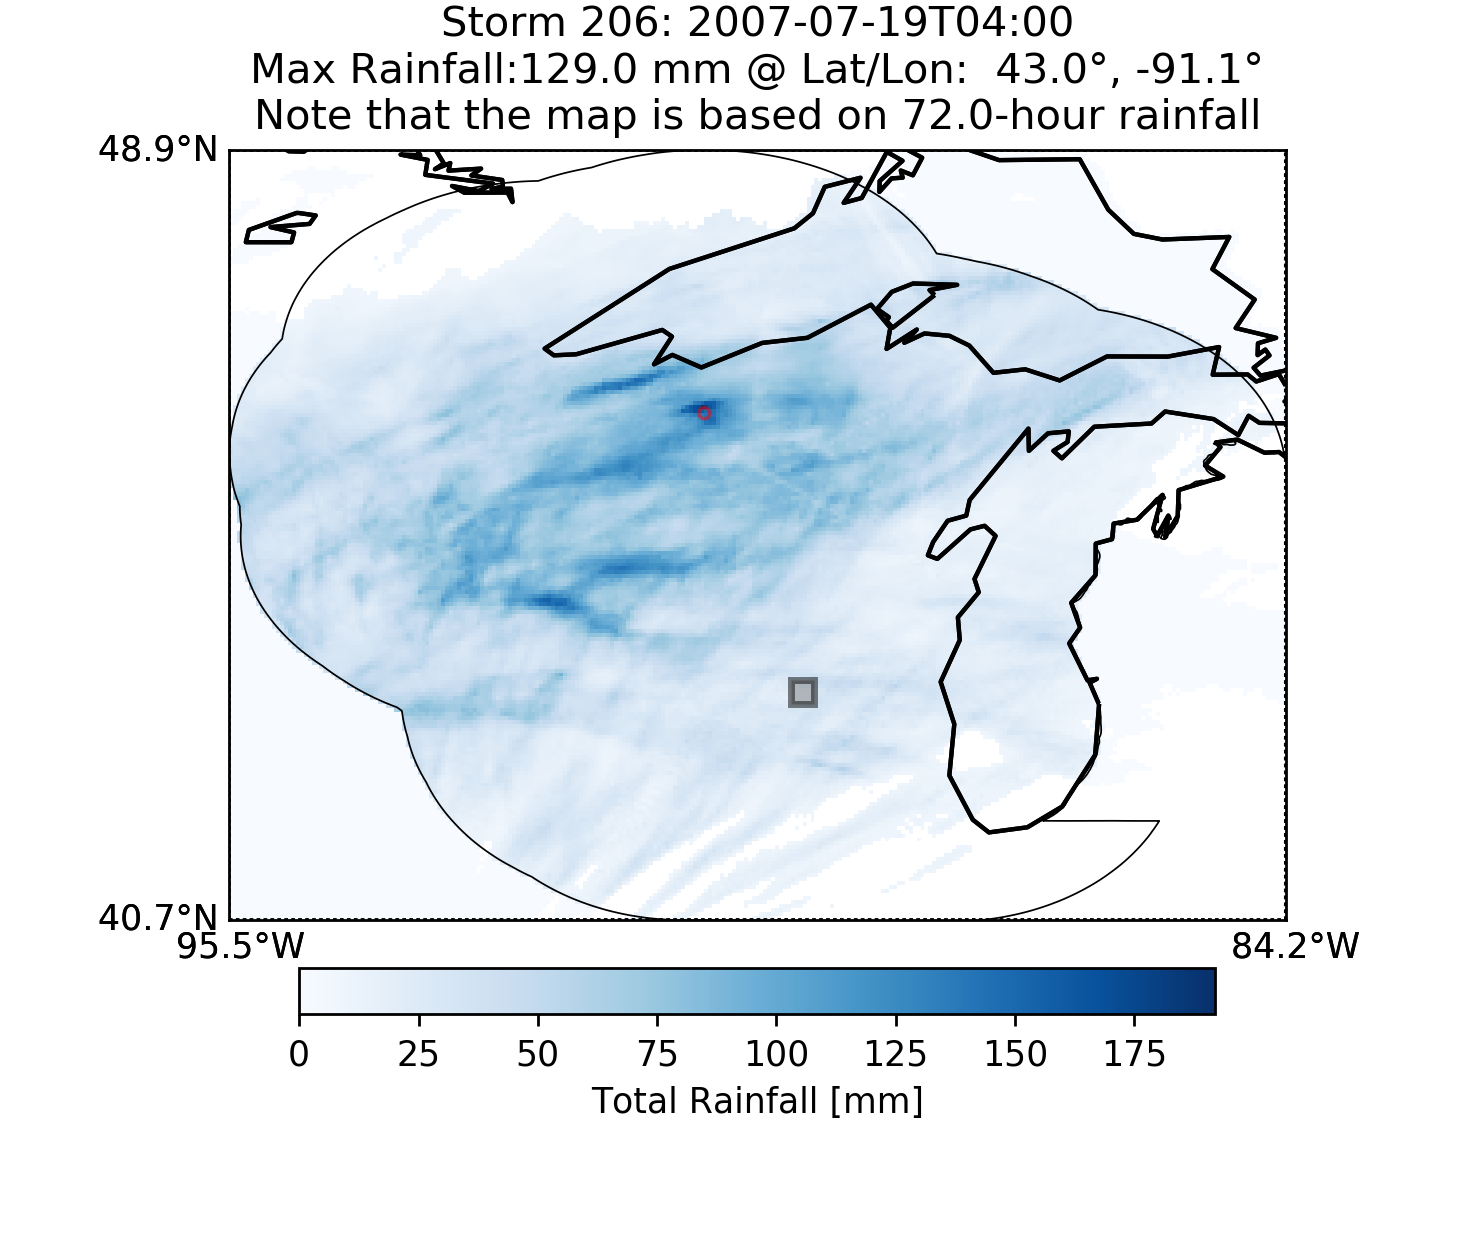 Storm 206: 2007-07-19T04:00
Max Rainfall:129.0 mm @ Lat/Lon:  43.0°, -91.1°
Note that the map is based on 72.0-hour rainfall
48.9°N
40.7°N
95.5°W 84.2°W
0 25 50 75 100 125 150 175
Total Rainfall [mm]